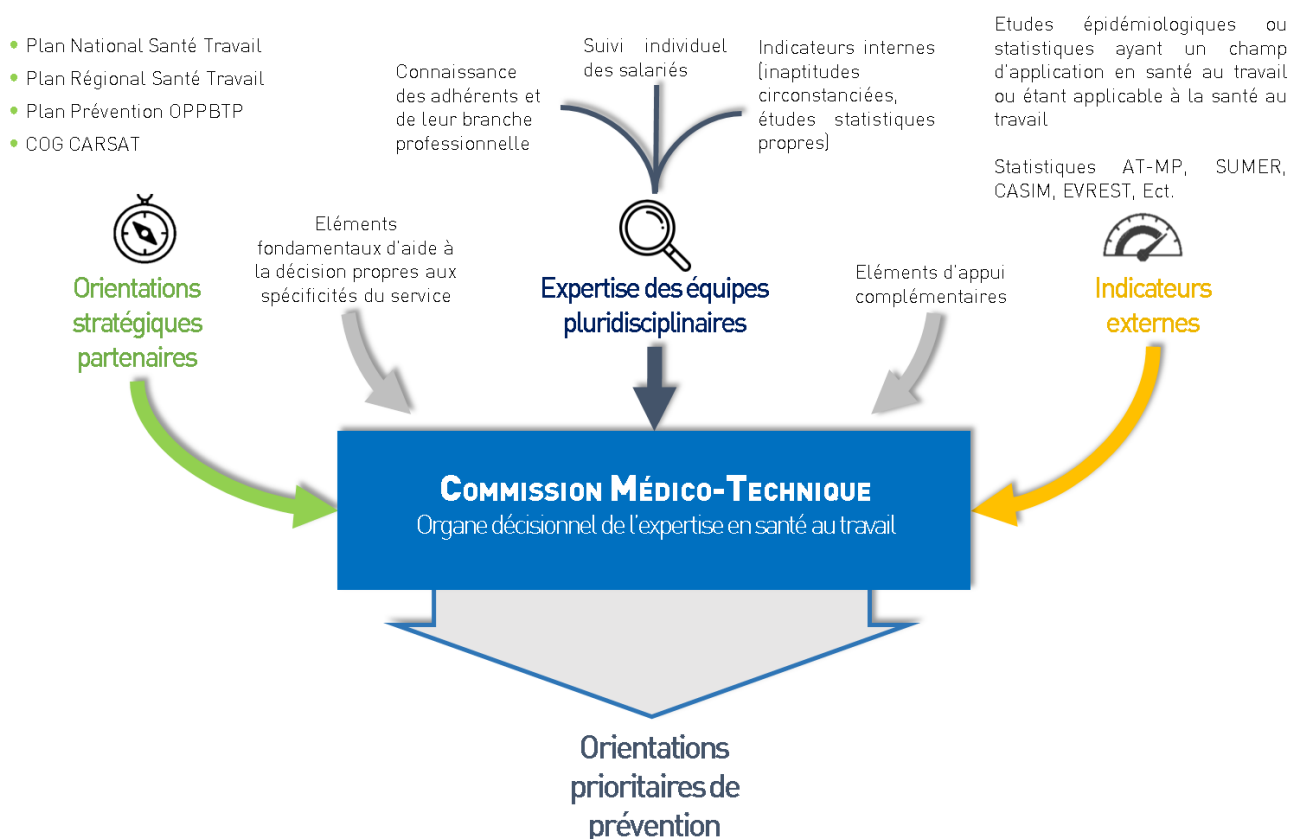 • Plan National Santé Travail
• Plan Régional Santé Travail
• Plan Prévention OPPBTP
• COG CARSAT
Connaissance
des adhérents et
de leur branche
professionnelle
Suivi individuel
des salariés
Indicateurs internes
(inaptitudes
circonstanciées,
études statistiques
propres)
Etudes épidémiologiques ou
statistiques ayant un champ
d'application en santé au travail
ou étant applicable à la santé au
travail
Statistiques AT-MP, SUMER,
CASIM, EVREST, Ect.
Orientations
stratégiques
partenaires
Eléments
fondamentaux d'aide à
la décision propres aux
spécificités du service
Expertise des équipes
pluridisciplinaires
Eléments d'appui
complémentaires
Indicateurs
externes
COMMISSION MÉDICO-TECHNIQUE
Organe décisionnel de l'expertise en santé au travail
Orientations
prioritaires de
prévention